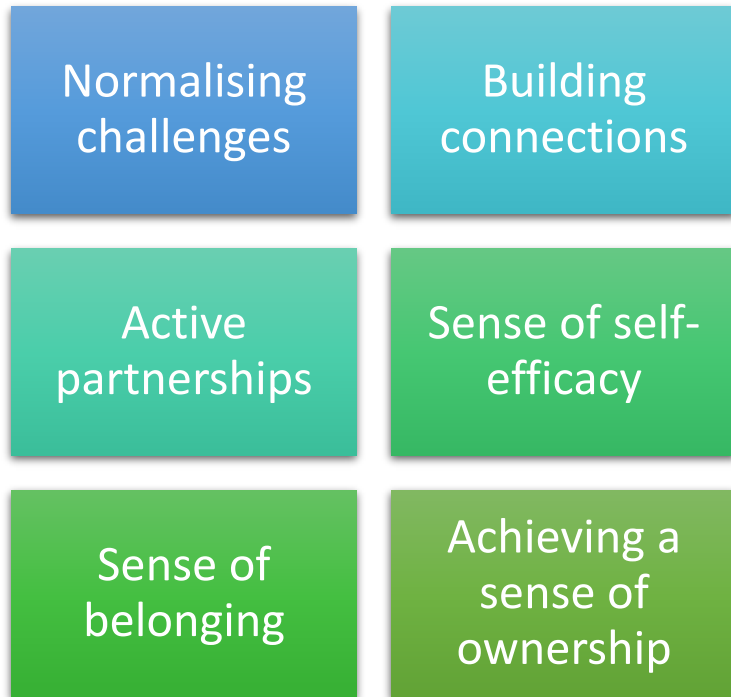 Normalising
challenges
Building
connections
Active
partnerships
Sense of self-
efficacy
Sense of
belonging
Achieving a
sense of
ownership